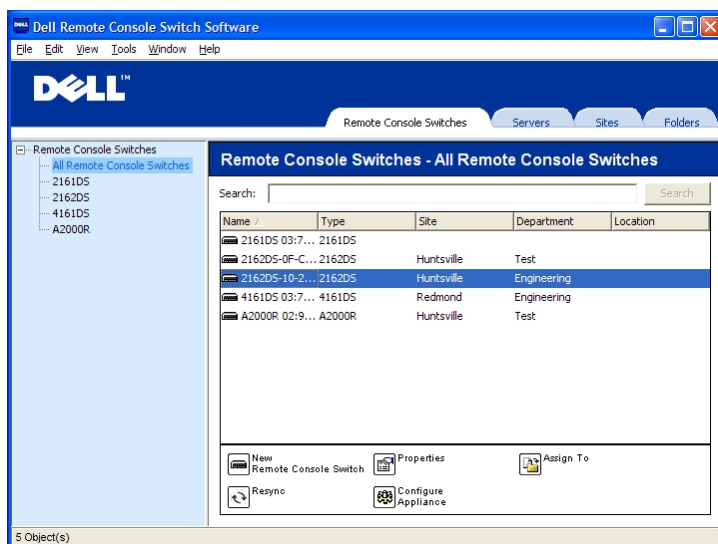 Dell Remote Console Switch Software
File Edit View Tools Window Help
DELL™
Remote Console Switches Servers Sites Folders
Remote Console Switches
All Remote Console Switches
2161DS
2162DS
4161DS
A2000R
Remote Console Switches - All Remote Console Switches
Search: Search
Name Type Site Department Location
2161DS 03:7... 2161DS
2162DS-0F-C... 2162DS Huntsville Test
2162DS-10-2... 2162DS Huntsville Engineering
4161DS 03:7... 4161DS Redmond Engineering
A2000R 02:9... A2000R Huntsville Test
New Remote Console Switch
Properties
Assign To
Resync
Configure Appliance
5 Object(s)